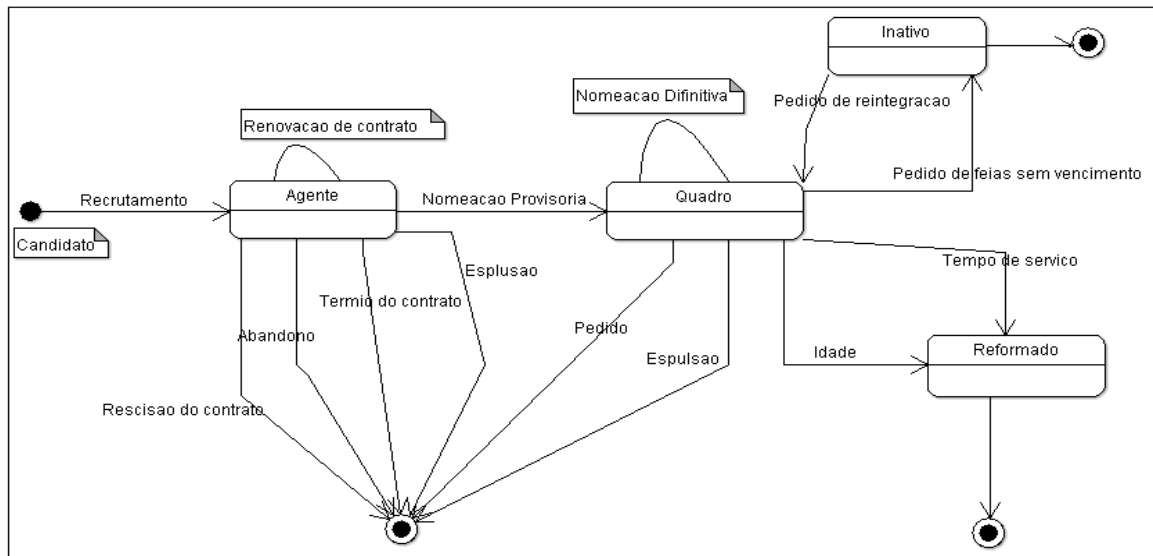 Inativo
Nomeacao Difinitiva
Pedido de reintegracao
Renovacao de contrato
Pedido de feias sem vencimento
Recrutamento
Agente
Nomeacao Provisoria
Quadro
Candidato
Esplusao
Tempo de servico
Termio do contrato
Abandono
Pedido
Espulsao
Idade
Reformado
Rescisao do contrato